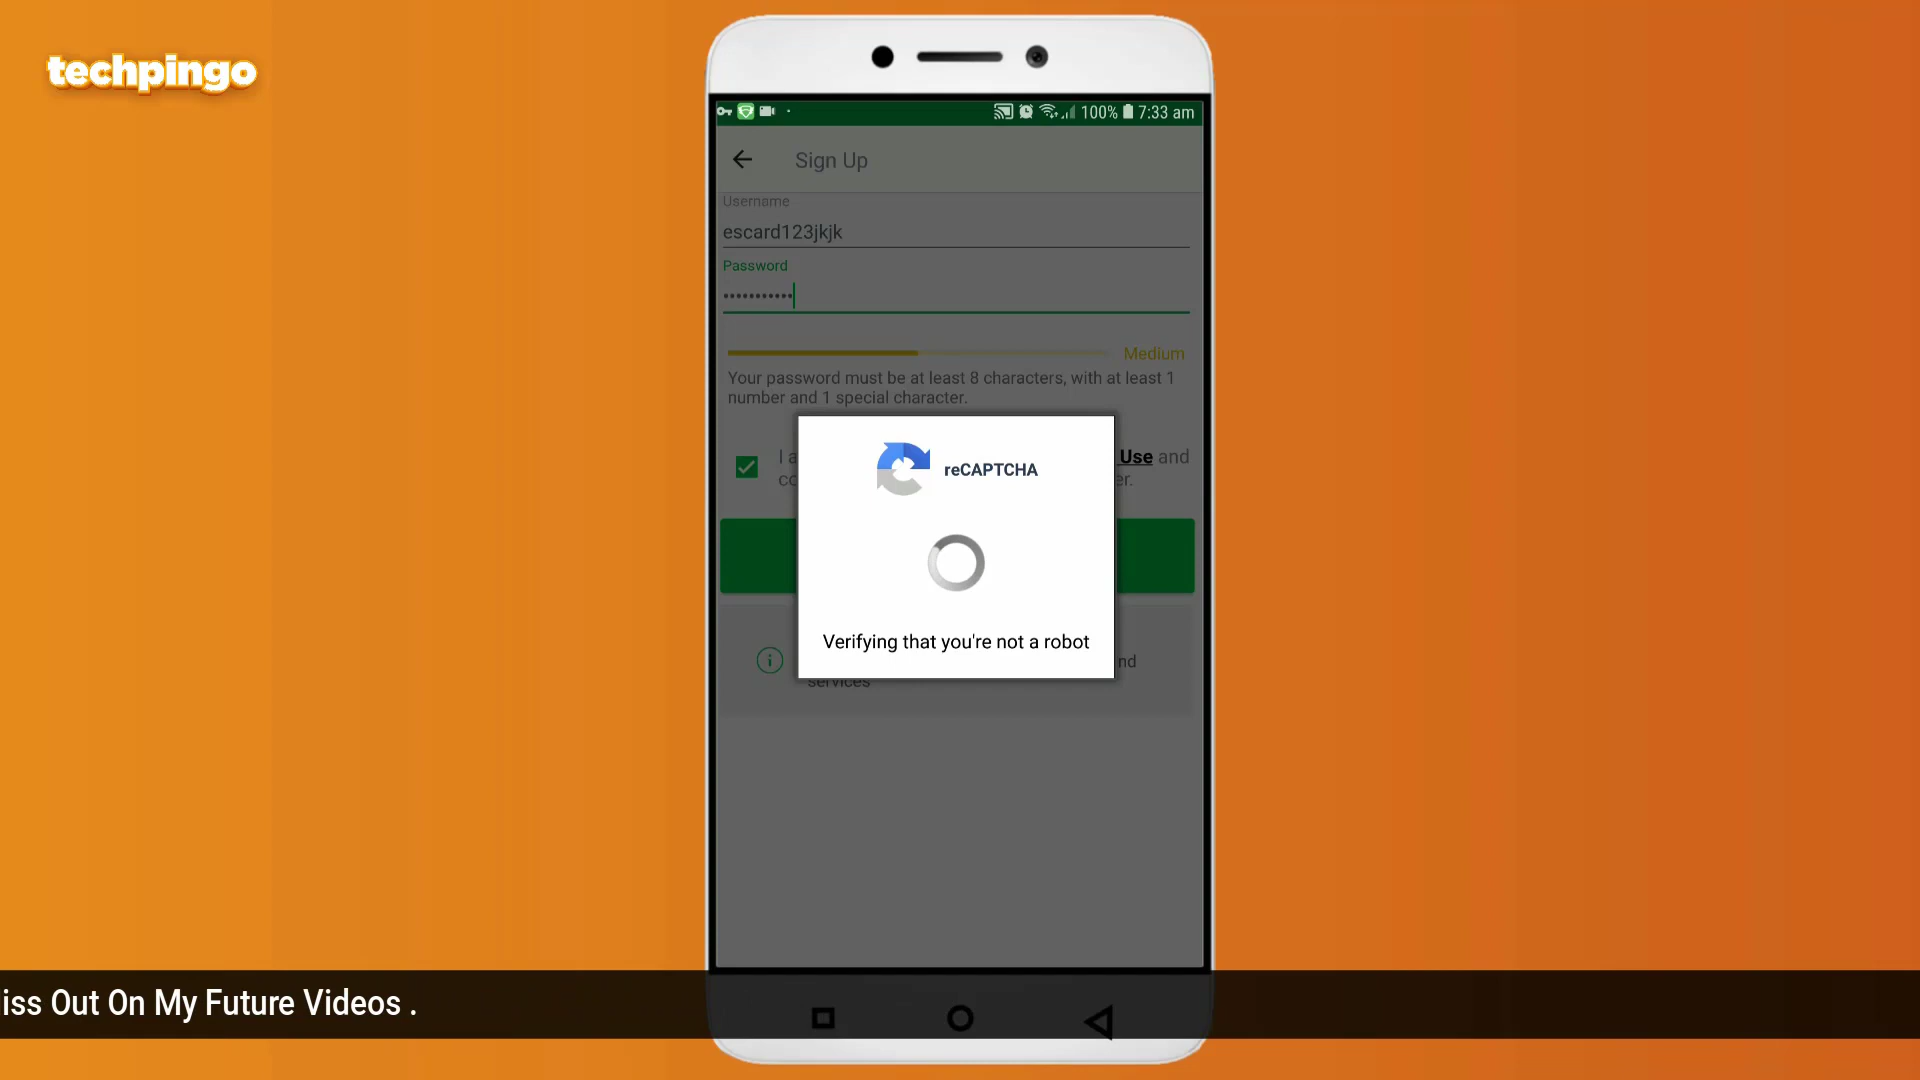 techpingo
100% 7:33 am
Sign Up
Username
escard123jkjk
Password
•••••••••••
Medium
Your password must be at least 8 characters, with at least 1
number and 1 special character.
I a Use and
co er.
reCAPTCHA
Verifying that you're not a robot
nd
services
iss Out On My Future Videos .